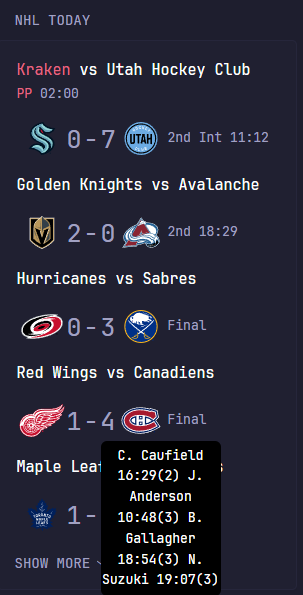 NHL TODAY
Kraken vs Utah Hockey Club
PP 02:00
0-7 UTAH 2nd Int 11:12
Golden Knights vs Avalanche
2-0 2nd 18:29
Hurricanes vs Sabres
0-3 Final
Red Wings vs Canadiens
1-4 Final
C. Caufield
16:29(2) J.
Anderson
10:48(3) B.
Gallagher
18:54(3) N.
Suzuki 19:07(3)
Maple
1-
SHOW MORE